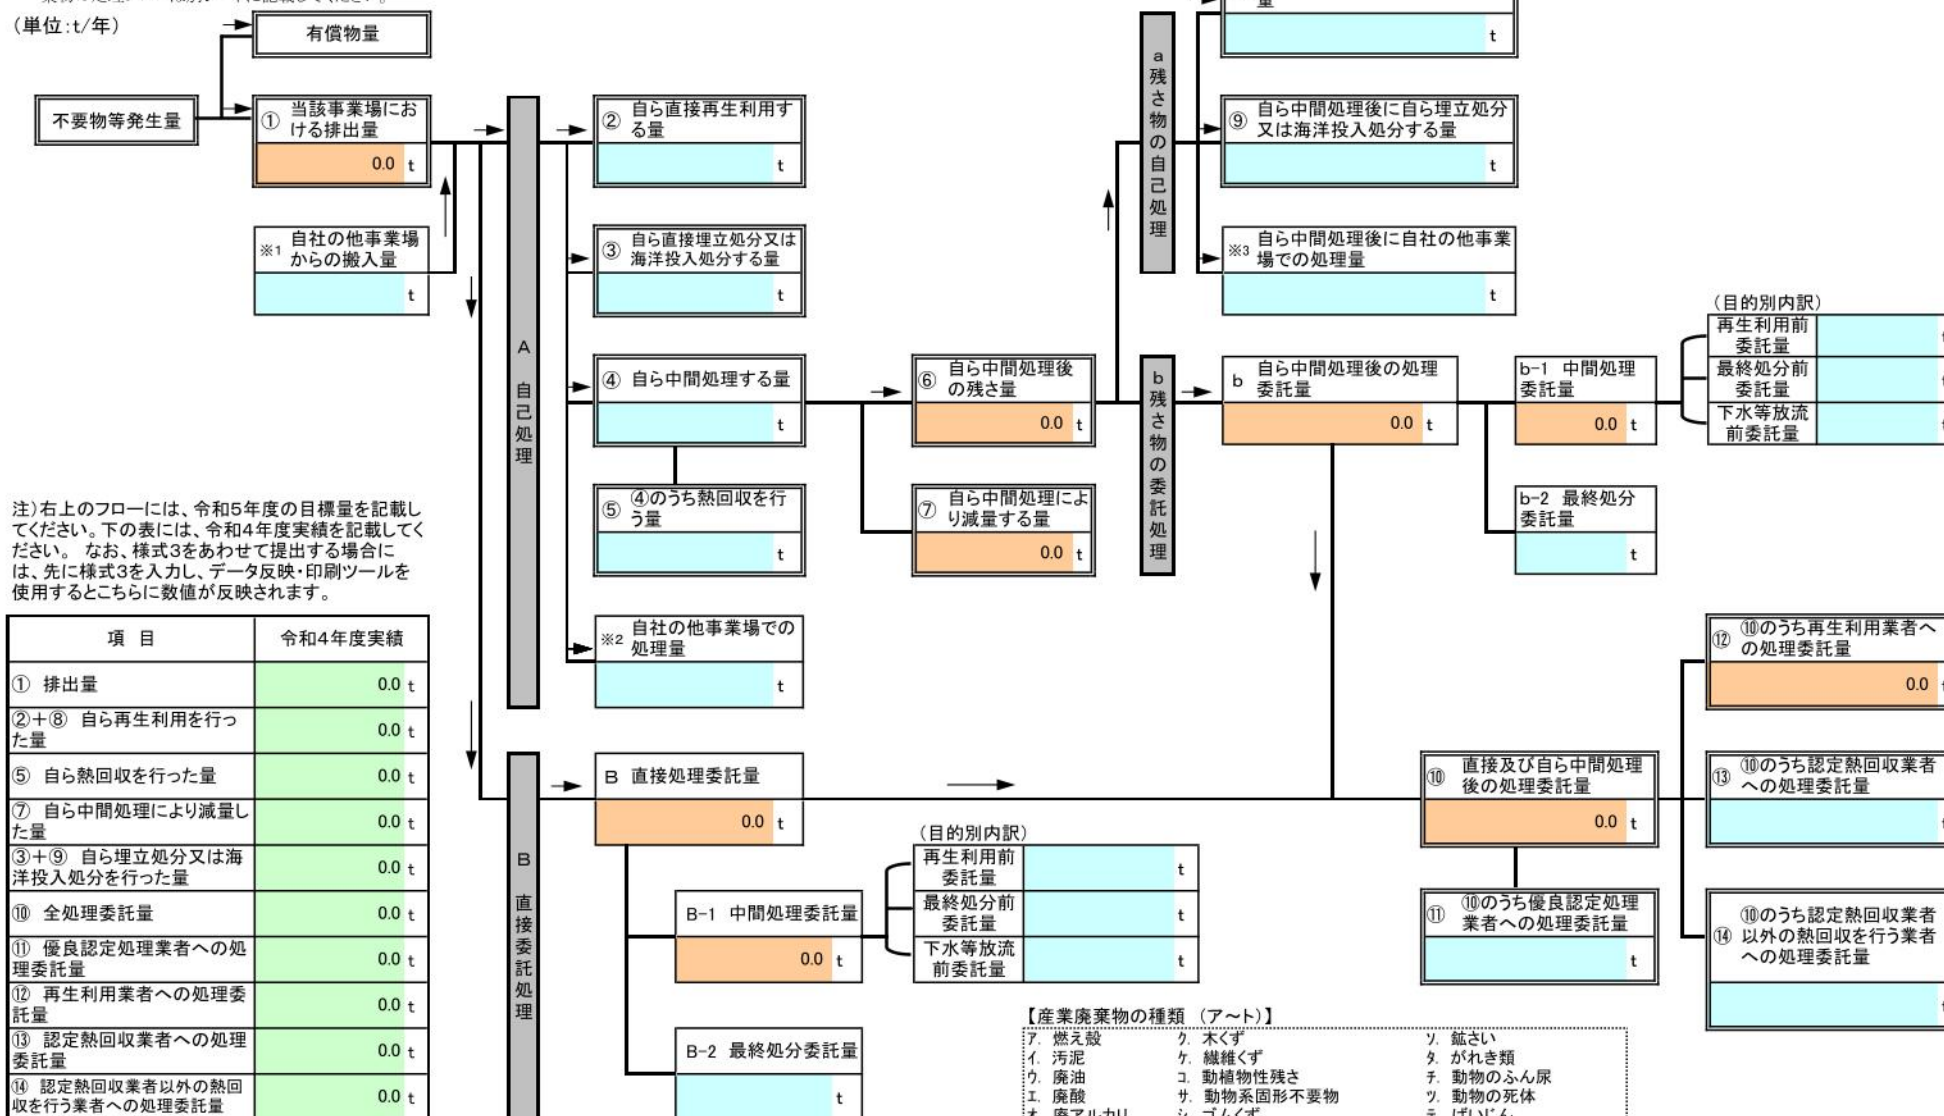 (単位:t/年)
有償物量
不要物等発生量
① 当該事業場にお
ける排出量
0.0 t
※1 自社の他事業場
からの搬入量
t
A 自己処理
② 自ら直接再生利用す
る量
t
③ 自ら直接埋立処分又は
海洋投入処分する量
t
④ 自ら中間処理する量
t
⑤ ④のうち熱回収を行
う量
t
※2 自社の他事業場での
処理量
t
⑥ 自ら中間処理後
の残さ量
0.0 t
⑦ 自ら中間処理によ
り減量する量
0.0 t
a 残さ物の自己処理
量
t
⑨ 自ら中間処理後に自ら埋立処分
又は海洋投入処分する量
t
※3 自ら中間処理後に自社の他事業
場での処理量
t
b 残さ物の委託処理
b 自ら中間処理後の処理
委託量
0.0 t
b-1 中間処理
委託量
0.0 t
b-2 最終処分
委託量
t
(目的別内訳)
再生利用前
委託量
最終処分前
委託量
下水等放流
前委託量
注)右上のフローには、令和5年度の目標量を記載し
てください。下の表には、令和4年度実績を記載してく
ださい。 なお、様式3をあわせて提出する場合に
は、先に様式3を入力し、データ反映・印刷ツールを
使用するとこちらに数値が反映されます。
項 目 令和4年度実績
① 排出量 0.0 t
②+⑧ 自ら再生利用を行っ
た量 0.0 t
⑤ 自ら熱回収を行った量 0.0 t
⑦ 自ら中間処理により減量し
た量 0.0 t
③+⑨ 自ら埋立処分又は海
洋投入処分を行った量 0.0 t
⑩ 全処理委託量 0.0 t
⑪ 優良認定処理業者への処
理委託量 0.0 t
⑫ 再生利用業者への処理委
託量 0.0 t
⑬ 認定熱回収業者への処理
委託量 0.0 t
⑭ 認定熱回収業者以外の熱回
収を行う業者への処理委託量 0.0 t
B 直接委託処理
B 直接処理委託量
0.0 t
B-1 中間処理委託量
0.0 t
B-2 最終処分委託量
t
(目的別内訳)
再生利用前
委託量 t
最終処分前
委託量 t
下水等放流
前委託量 t
⑩ 直接及び自ら中間処理
後の処理委託量
0.0 t
⑪ ⑩のうち優良認定処理
業者への処理委託量
t
⑫ ⑩のうち再生利用業者へ
の処理委託量
0.0
⑬ ⑩のうち認定熱回収業者
への処理委託量
⑭ ⑩のうち認定熱回収業者
以外の熱回収を行う業者
への処理委託量
【産業廃棄物の種類 (ア～ト)】
ア. 燃え殻 ク. 木くず ソ. 鉱さい
イ. 汚泥 ケ. 繊維くず タ. がれき類
ウ. 廃油 コ. 動植物性残さ チ. 動物のふん尿
エ. 廃酸 サ. 動物系固形不要物 ツ. 動物の死体
オ. 廃アルカリ シ. ゴムくず テ. ばいじん